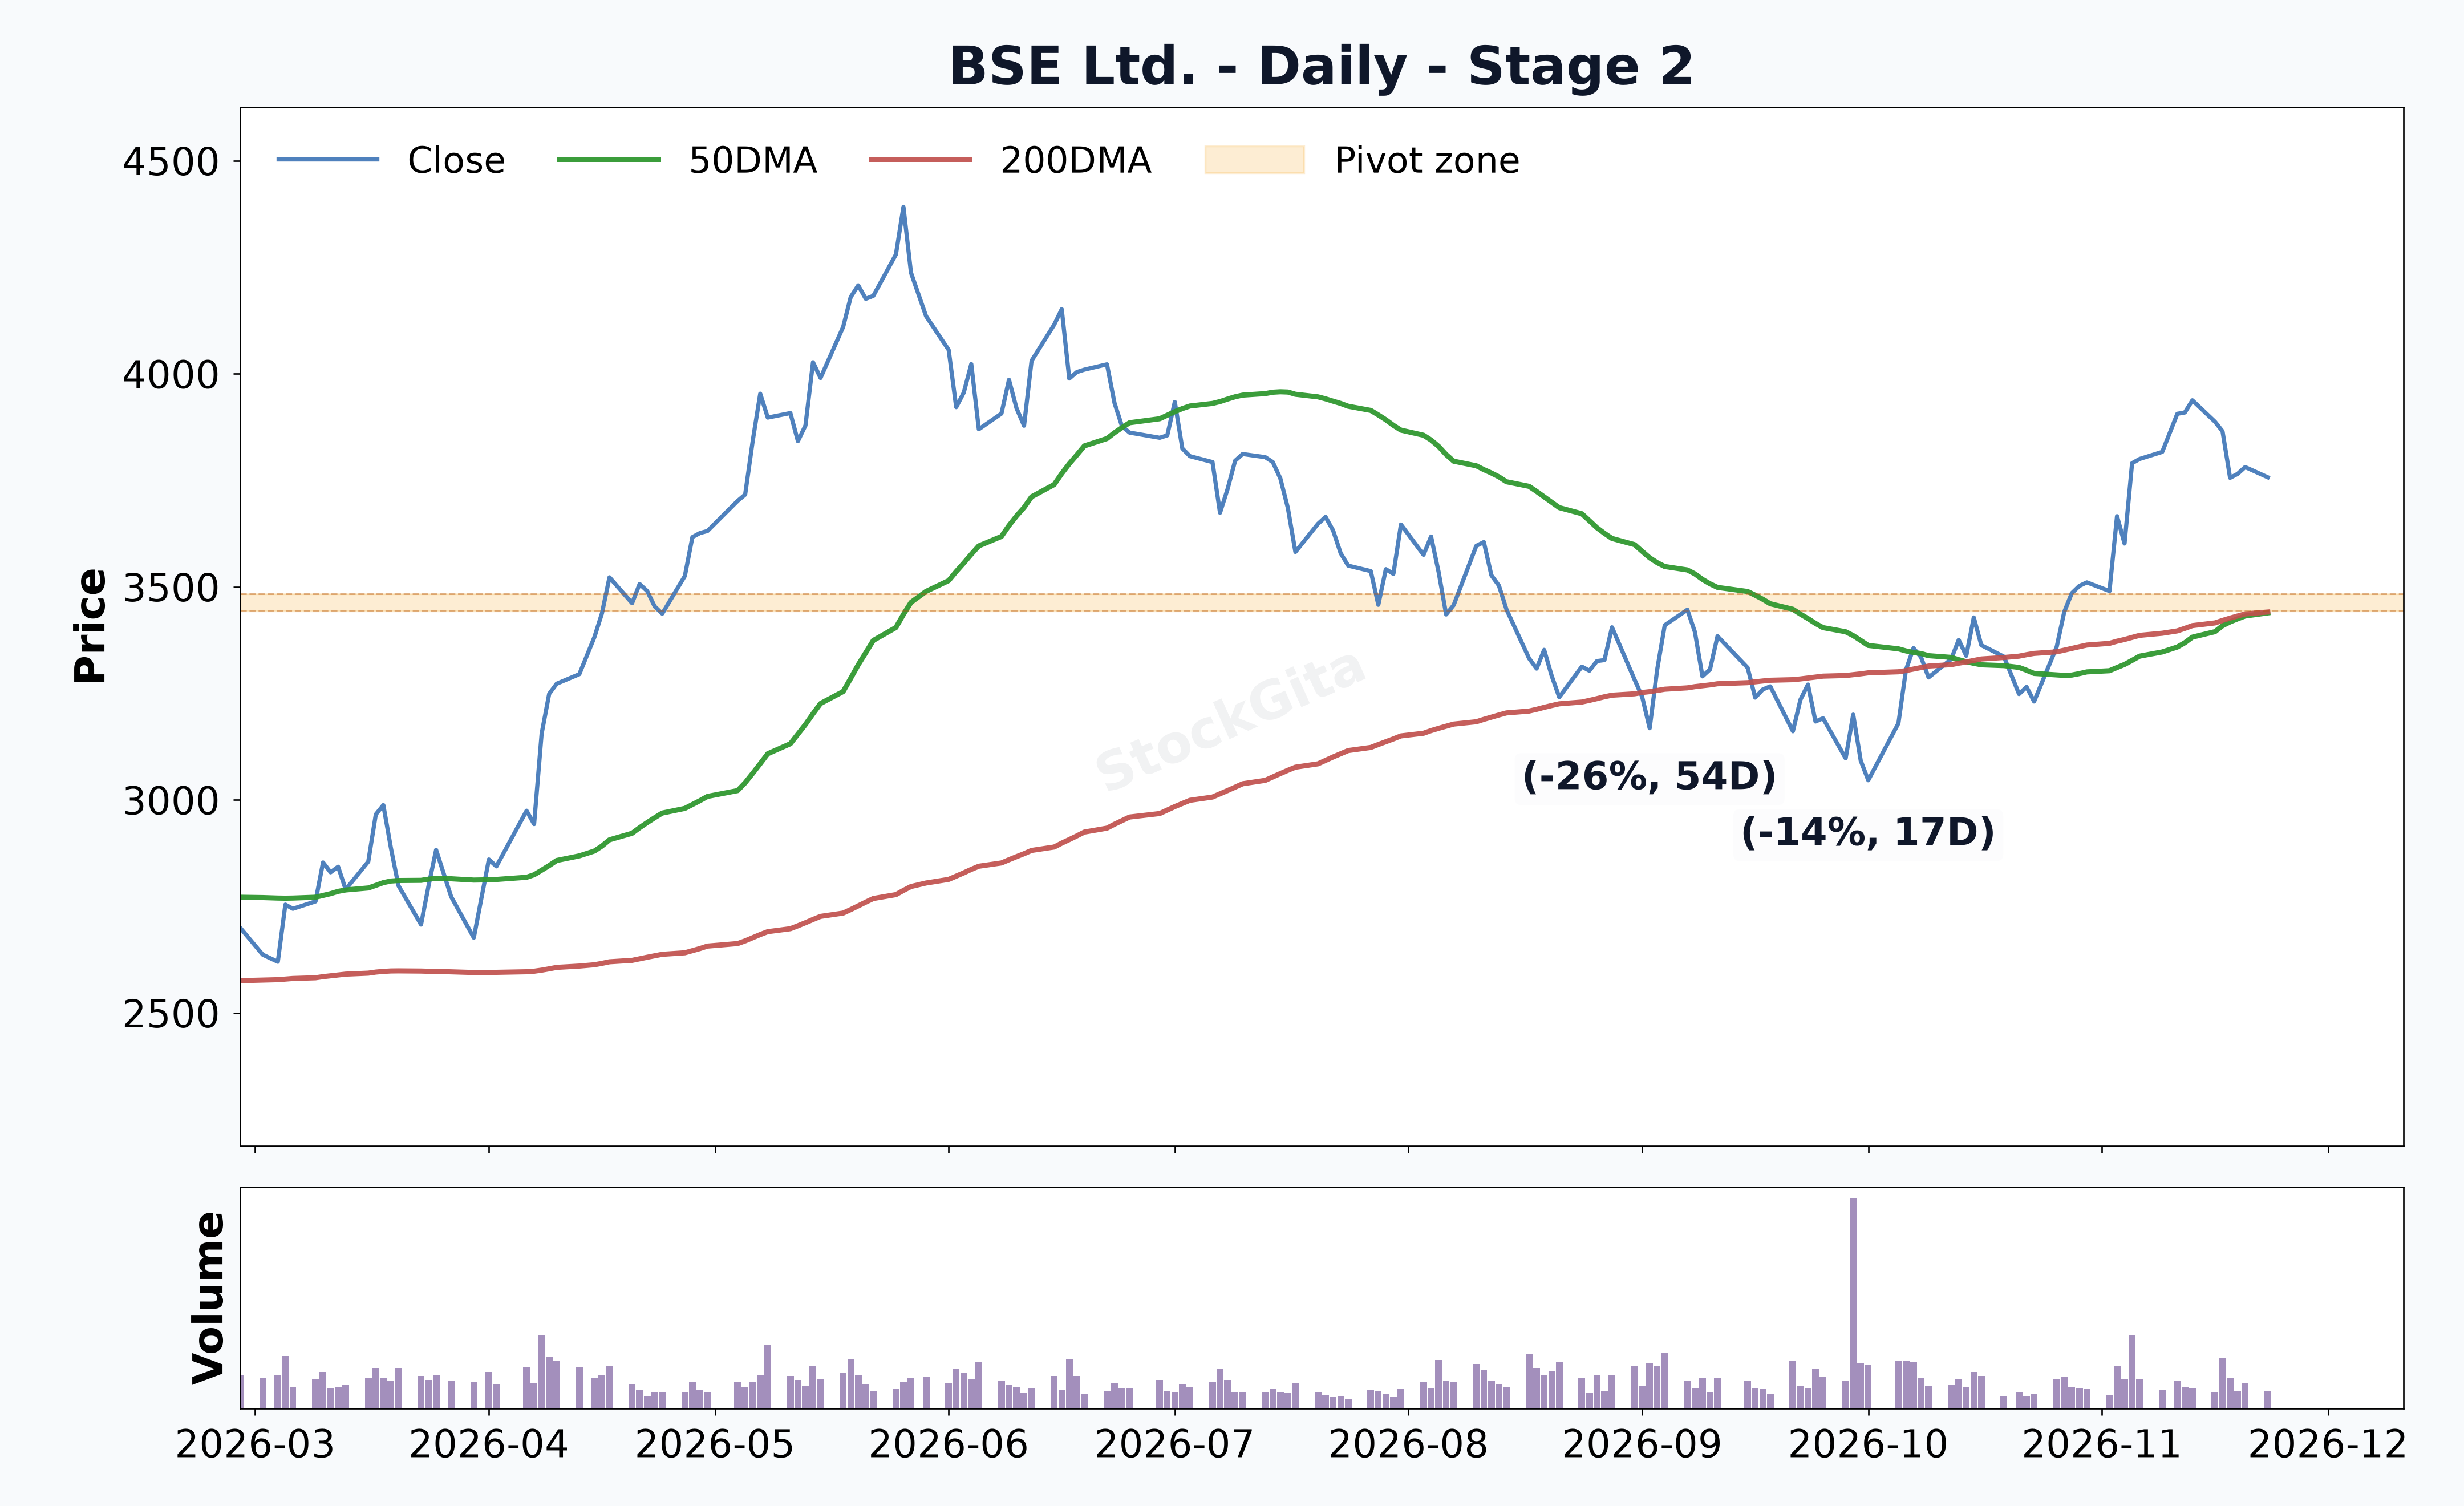 BSE Ltd. - Daily - Stage 2
Close 50DMA 200DMA Pivot zone
4500
4000
3500
3000
2500
Price
StockGita
(-26%, 54D)
(-14%, 17D)
Volume
2026-03 2026-04 2026-05 2026-06 2026-07 2026-08 2026-09 2026-10 2026-11 2026-12